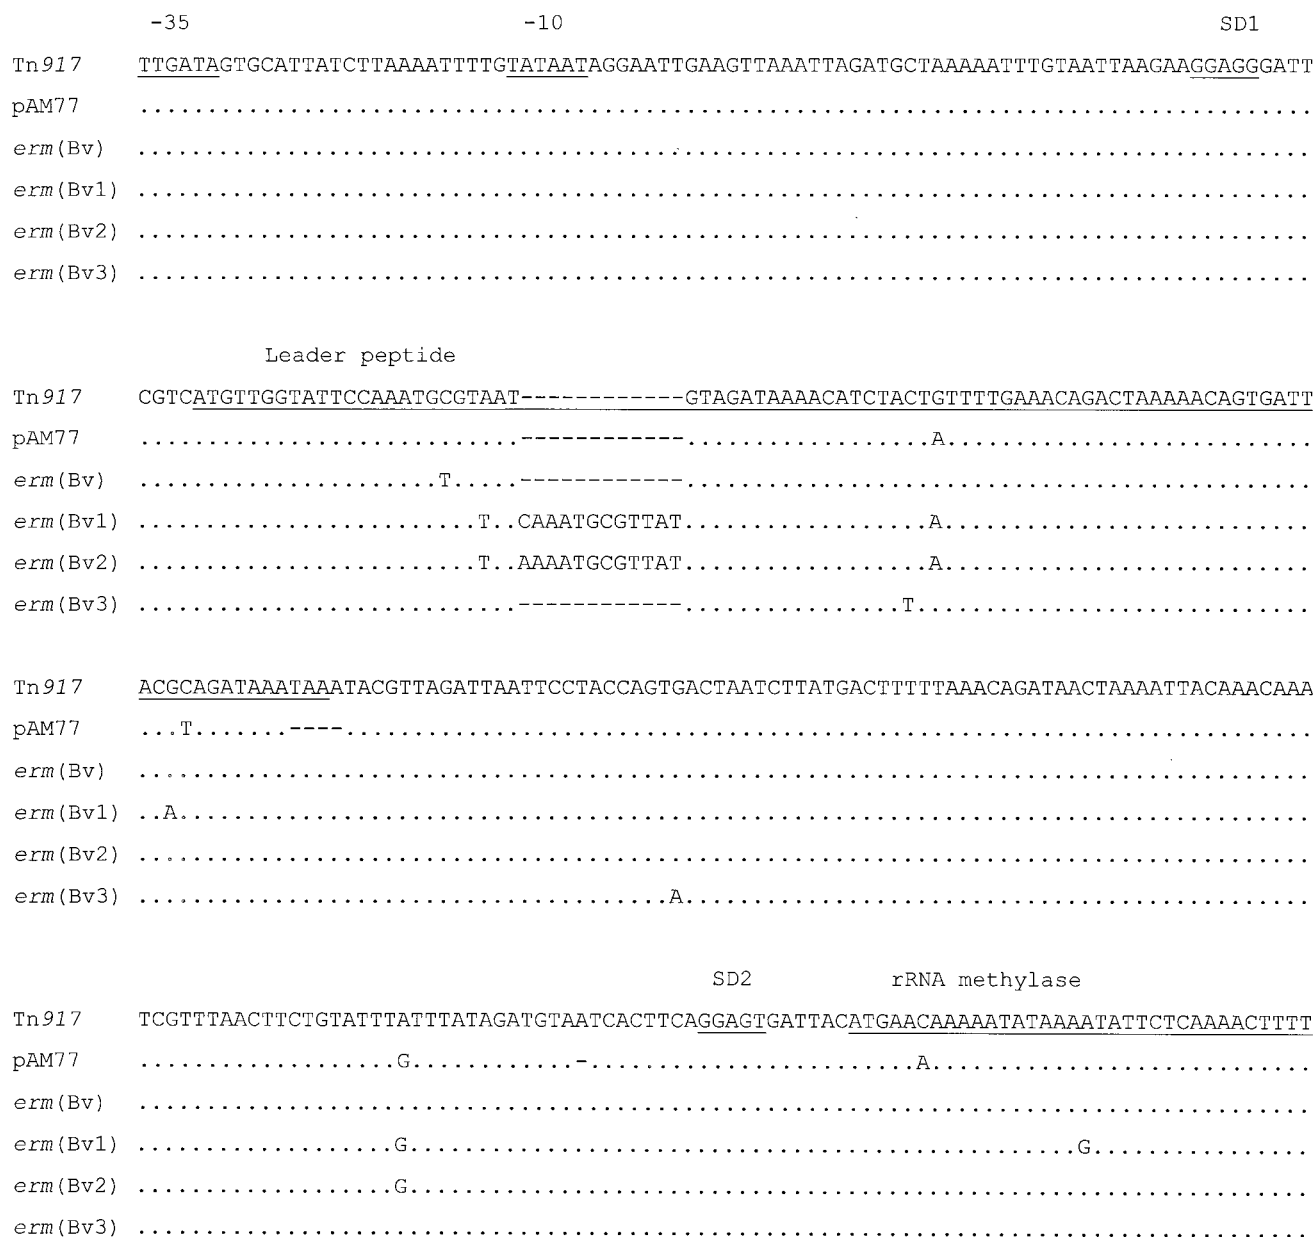 -35 -10 SD1
Tn917 TTGATAGTGCATTATCTTAAAATTTTGTATAATAGGAATTGAAGTTAAATTAGATGCTAAAAATTTGTAATTAAGAAGGAGGGATT
pAM77 ......................................................................................
erm(Bv) ......................................................................................
erm(Bv1) ......................................................................................
erm(Bv2) ......................................................................................
erm(Bv3) ......................................................................................
Leader peptide
Tn917 CGTCATGTTGGTATTCCAAATGCGTAAT------------GTAGATAAAACATCTACTGTTTTGAAACAGACTAAAAACAGTGATT
pAM77 ............................------------..................A...........................
erm(Bv) ......................T.....------------..............................................
erm(Bv1) .........................T..CAAATGCGTTAT..................A...........................
erm(Bv2) .........................T..AAAATGCGTTAT..................A...........................
erm(Bv3) ............................------------................T.............................
Tn917 ACGCAGATAAATAAATACGTTAGATTAATTCCTACCAGTGACTAATCTTATGACTTTTTAAACAGATAACTAAAATTACAAACAAA
pAM77 ...T.......----.......................................................................
erm(Bv) ......................................................................................
erm(Bv1) ..A...................................................................................
erm(Bv2) ......................................................................................
erm(Bv3) .......................................A..............................................
SD2 rRNA methylase
Tn917 TCGTTTAACTTCTGTATTTATTTATAGATGTAATCACTTCAGGAGTGATTACATGAACAAAAATATAAAATATTCTCAAAACTTTT
pAM77 ...................G............-........................A............................
erm(Bv) ......................................................................................
erm(Bv1) ...................G.................................................G................
erm(Bv2) ...................G..................................................................
erm(Bv3) ......................................................................................